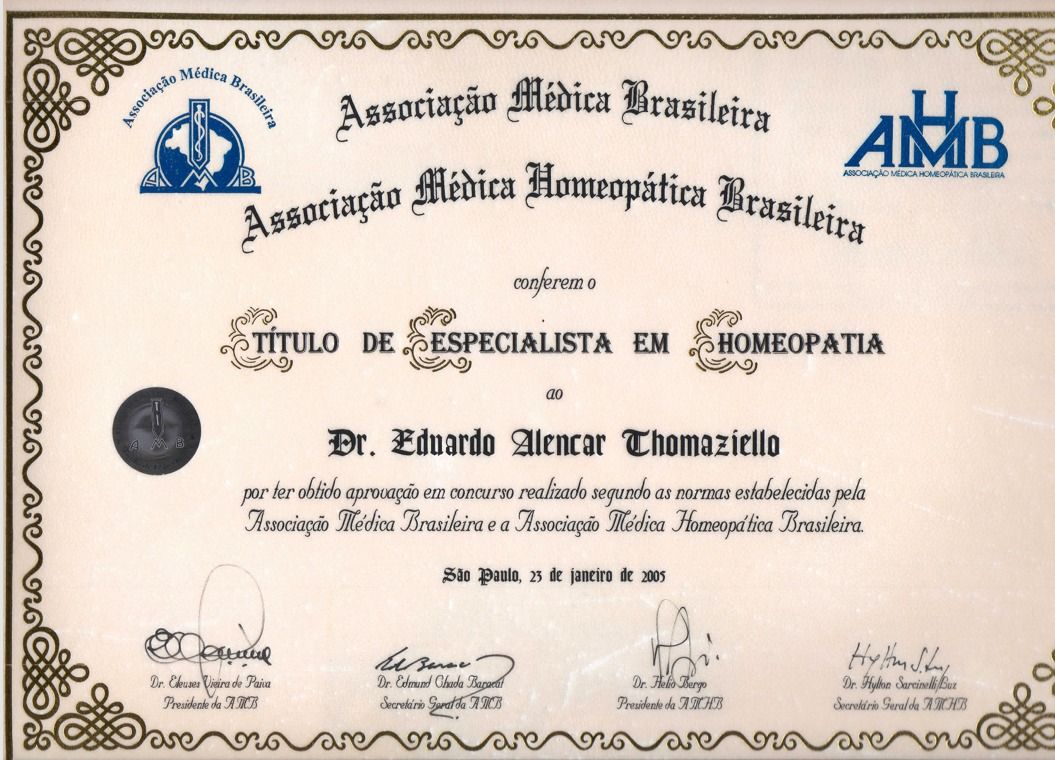 Associação Médica Brasileira
AMB
Associação Médica Brasileira
AMHB
ASSOCIAÇÃO MÉDICA HOMEOPÁTICA BRASILEIRA
Associação Médica Homeopática Brasileira
conferem o
TÍTULO DE ESPECIALISTA EM HOMEOPATIA
ao
Dr. Eduardo Alencar Thomaziello
AMB
por ter obtido aprovação em concurso realizado segundo as normas estabelecidas pela
Associação Médica Brasileira e a Associação Médica Homeopática Brasileira.
São Paulo, 23 de janeiro de 2005
Dr. Eleuses Vieira de Paiva
Presidente da AMB
Dr. Edmund Chada Baracat
Secretário Geral da AMB
Dr. Helio Bergo
Presidente da AMHB
Dr. Hylton Sarcinelli Luz
Secretário Geral da AMHB